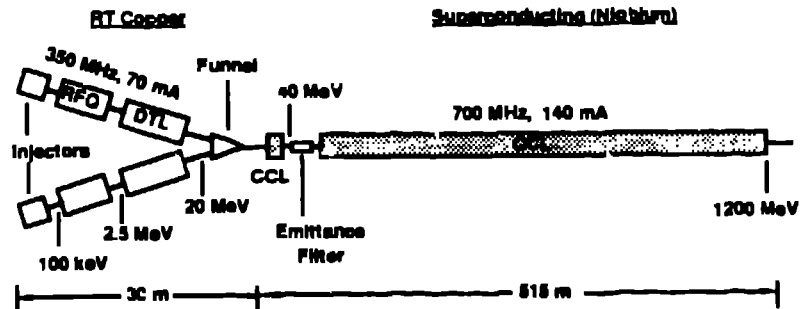 RT Copper
Superconducting (Niobium)
350 MHz, 70 mA
Funnel
40 MeV
700 MHz, 140 mA
RFQ
DTL
CCL
Injectors
CCL
20 MeV
1200 MeV
2.5 MeV
Emittance
Filter
100 keV
30 m
515 m